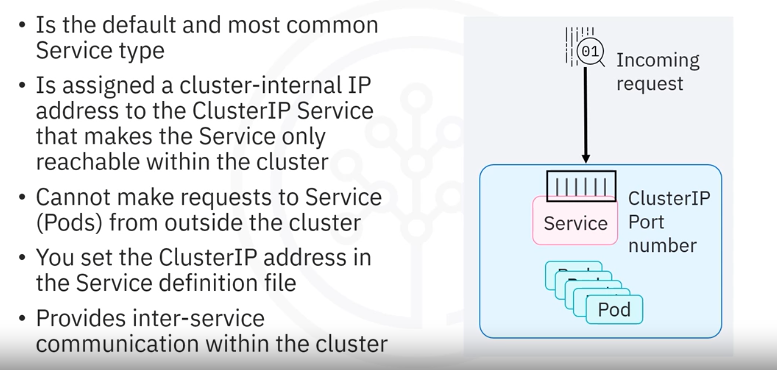 • Is the default and most common
Service type
• Is assigned a cluster-internal IP
address to the ClusterIP Service
that makes the Service only
reachable within the cluster
• Cannot make requests to Service
(Pods) from outside the cluster
• You set the ClusterIP address in
the Service definition file
• Provides inter-service
communication within the cluster
01
Incoming
request
ClusterIP
Port
number
Service
Pod